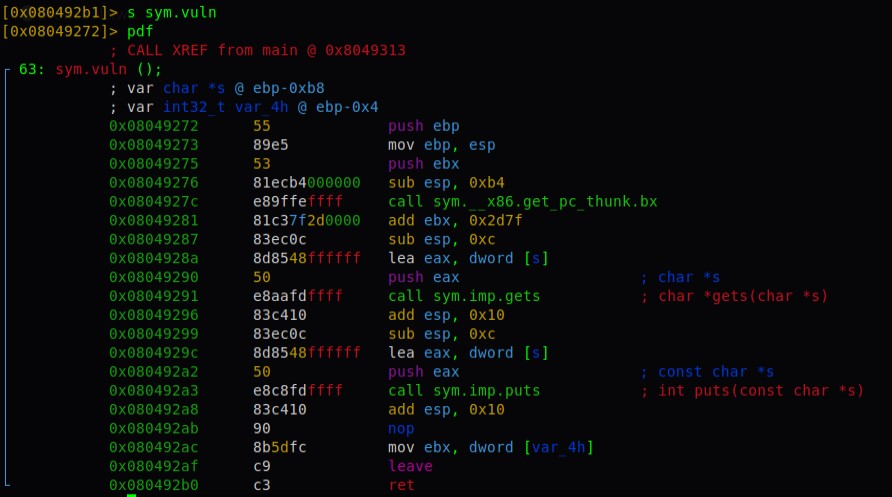 [0x080492b1]> s sym.vuln
[0x08049272]> pdf
; CALL XREF from main @ 0x8049313
63: sym.vuln ();
; var char *s @ ebp-0xb8
; var int32_t var_4h @ ebp-0x4
0x08049272 55 push ebp
0x08049273 89e5 mov ebp, esp
0x08049275 53 push ebx
0x08049276 81ecb4000000 sub esp, 0xb4
0x0804927c e89ffeffff call sym.__x86.get_pc_thunk.bx
0x08049281 81c37f2d0000 add ebx, 0x2d7f
0x08049287 83ec0c sub esp, 0xc
0x0804928a 8d8548ffffff lea eax, dword [s]
0x08049290 50 push eax ; char *s
0x08049291 e8aafdffff call sym.imp.gets ; char *gets(char *s)
0x08049296 83c410 add esp, 0x10
0x08049299 83ec0c sub esp, 0xc
0x0804929c 8d8548ffffff lea eax, dword [s]
0x080492a2 50 push eax ; const char *s
0x080492a3 e8c8fdffff call sym.imp.puts ; int puts(const char *s)
0x080492a8 83c410 add esp, 0x10
0x080492ab 90 nop
0x080492ac 8b5dfc mov ebx, dword [var_4h]
0x080492af c9 leave
0x080492b0 c3 ret